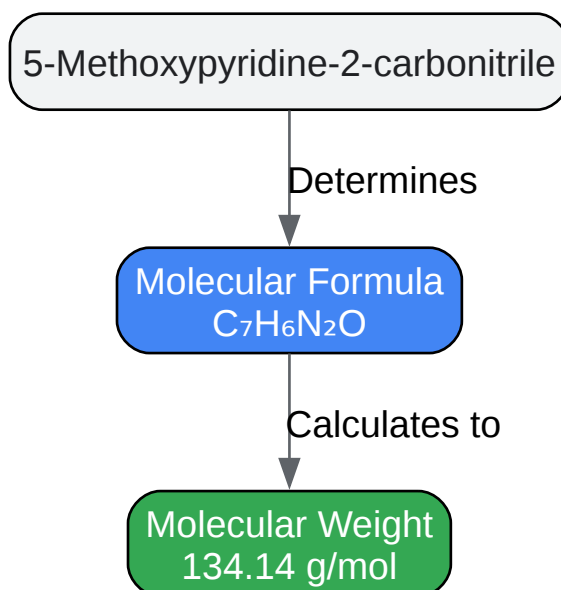 5-Methoxypyridine-2-carbonitrile
Determines
Molecular Formula
C₇H₆N₂O
Calculates to
Molecular Weight
134.14 g/mol